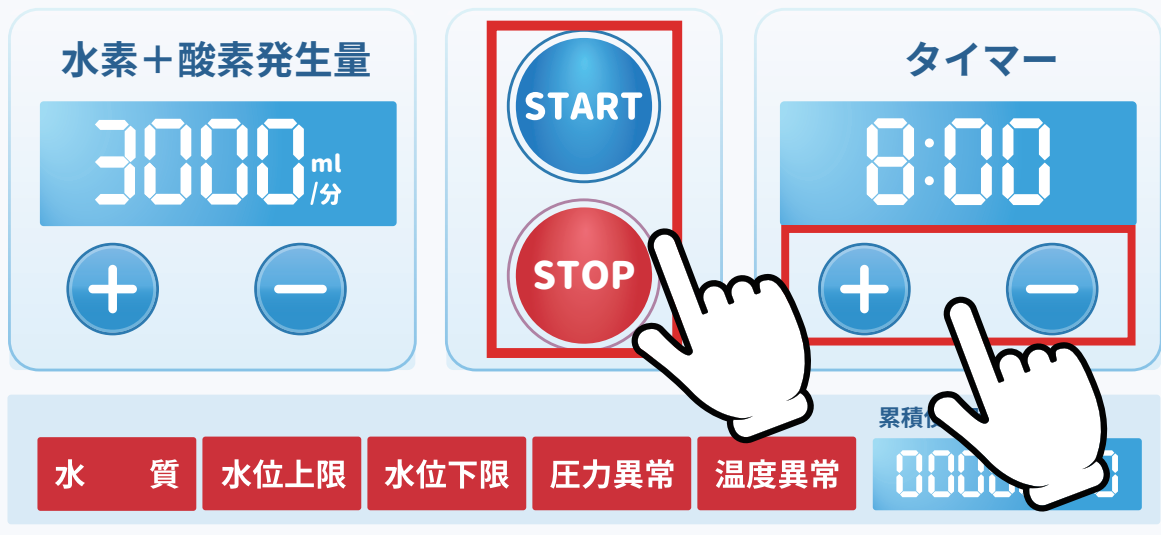 水素＋酸素発生量
3000 ml
/分
START
STOP
タイマー
8:00
累積
水　質
水位上限
水位下限
圧力異常
温度異常